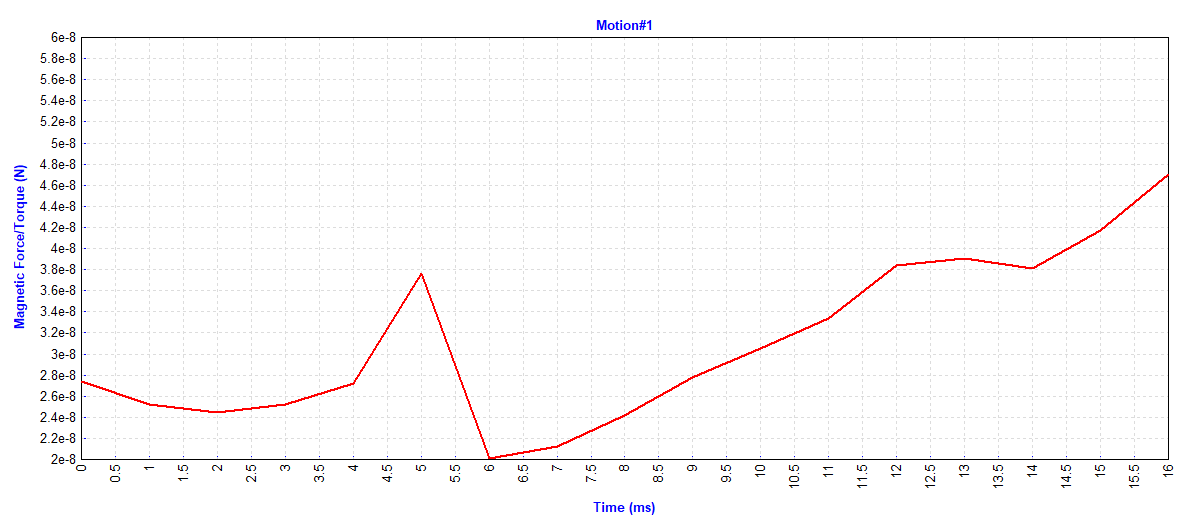 Motion#1
6e-8
5.8e-8
5.6e-8
5.4e-8
5.2e-8
5e-8
4.8e-8
4.6e-8
4.4e-8
4.2e-8
4e-8
3.8e-8
3.6e-8
3.4e-8
3.2e-8
3e-8
2.8e-8
2.6e-8
2.4e-8
2.2e-8
2e-8
Magnetic Force/Torque (N)
0 0.5 1 1.5 2 2.5 3 3.5 4 4.5 5 5.5 6 6.5 7 7.5 8 8.5 9 9.5 10 10.5 11 11.5 12 12.5 13 13.5 14 14.5 15 15.5 16
Time (ms)